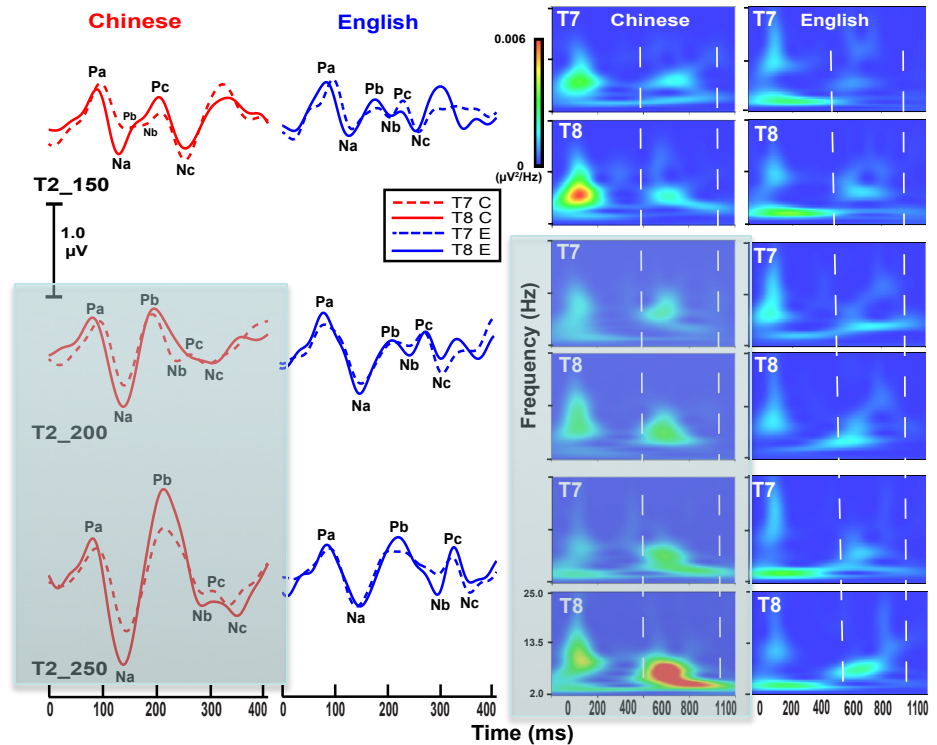 Chinese
English
Pa
Pb
Nb
Pc
Na
Nc
Pa
Pb
Pc
Nb
Na
Nc
T2_150
1.0
µV
T7 C
T8 C
T7 E
T8 E
Pa
Pb
Pc
Nb
Nc
Na
T2_200
Pa
Pb
Pc
Nb
Nc
Na
Pa
Pb
Pc
Nb
Nc
Na
T2_250
Pa
Pb
Pc
Nb
Nc
Na
0 100 200 300 400
0 100 200 300 400
Time (ms)
0.006
0
(µV²/Hz)
T7 Chinese
T7 English
T8
T8
Frequency (Hz)
T7
T7
T8
T8
T7
T7
T8
T8
25.0
13.5
2.0
0 200 400 600 800 1100
0 200 400 600 800 1100